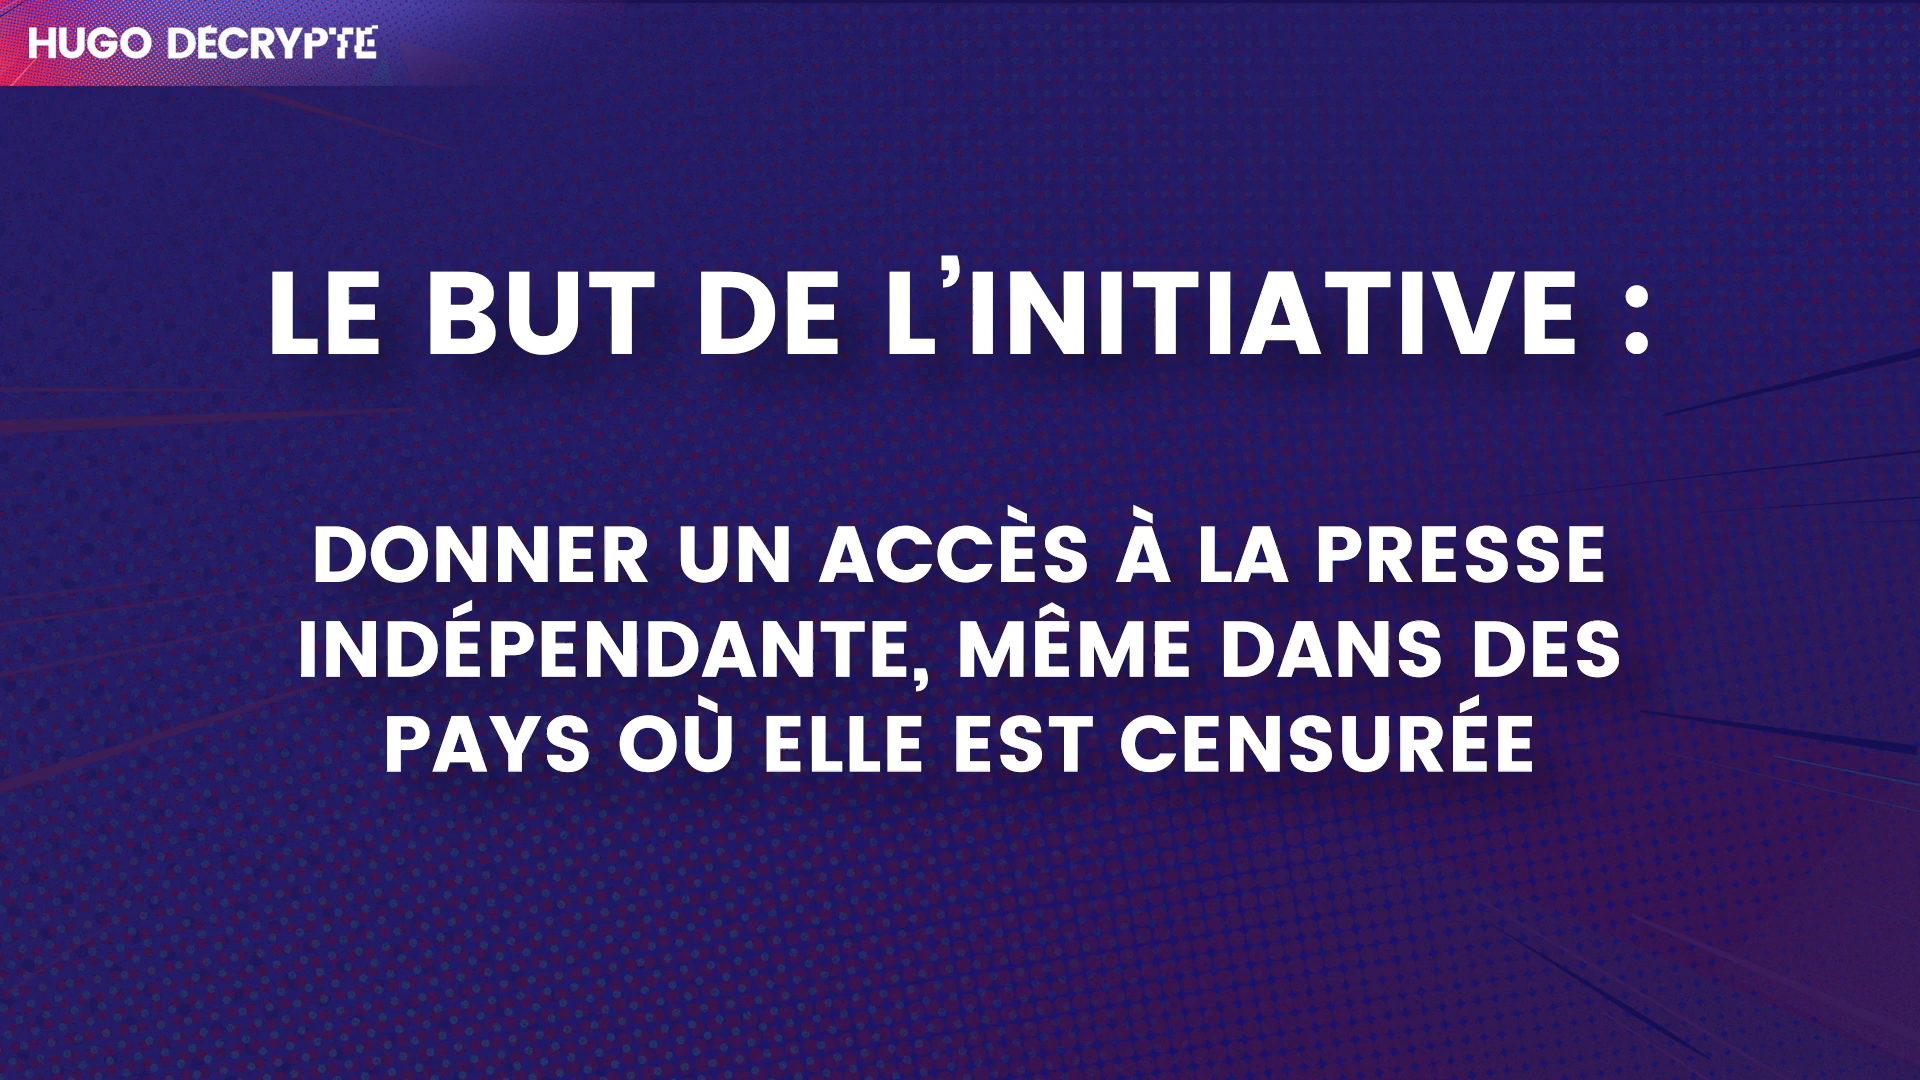 HUGO DÉCRYPTE
LE BUT DE L’INITIATIVE :
DONNER UN ACCÈS À LA PRESSE
INDÉPENDANTE, MÊME DANS DES
PAYS OÙ ELLE EST CENSURÉE